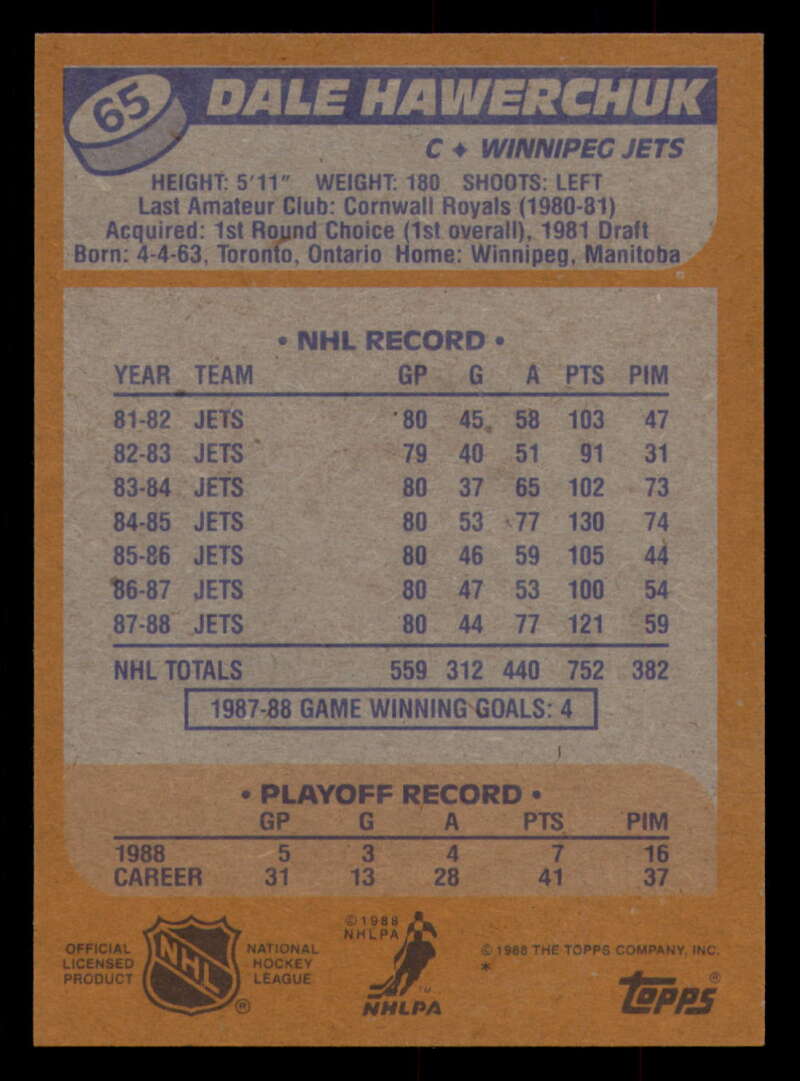 65
DALE HAWERCHUK
C ♦ WINNIPEG JETS
HEIGHT: 5'11" WEIGHT: 180 SHOOTS: LEFT
Last Amateur Club: Cornwall Royals (1980-81)
Acquired: 1st Round Choice (1st overall), 1981 Draft
Born: 4-4-63, Toronto, Ontario Home: Winnipeg, Manitoba
• NHL RECORD •
YEAR TEAM GP G A PTS PIM
81-82 JETS 80 45 58 103 47
82-83 JETS 79 40 51 91 31
83-84 JETS 80 37 65 102 73
84-85 JETS 80 53 77 130 74
85-86 JETS 80 46 59 105 44
86-87 JETS 80 47 53 100 54
87-88 JETS 80 44 77 121 59
NHL TOTALS 559 312 440 752 382
1987-88 GAME WINNING GOALS: 4
• PLAYOFF RECORD •
GP G A PTS PIM
1988 5 3 4 7 16
CAREER 31 13 28 41 37
OFFICIAL
LICENSED
PRODUCT
NHL
®
NATIONAL
HOCKEY
LEAGUE
© 1988
NHLPA
TM
NHLPA
© 1988 THE TOPPS COMPANY, INC.
*
topps®